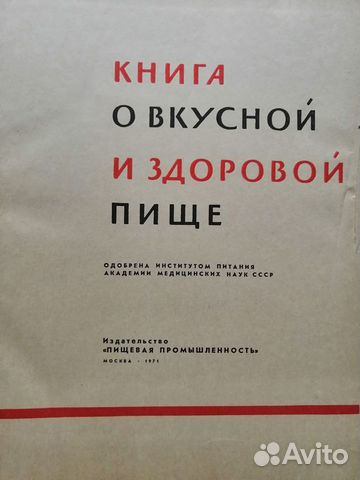 КНИГА
О ВКУСНОЙ
И ЗДОРОВОЙ
ПИЩЕ
ОДОБРЕНА ИНСТИТУТОМ ПИТАНИЯ
АКАДЕМИИ МЕДИЦИНСКИХ НАУК СССР
Издательство
«ПИЩЕВАЯ ПРОМЫШЛЕННОСТЬ»
МОСКВА · 1971
Avito